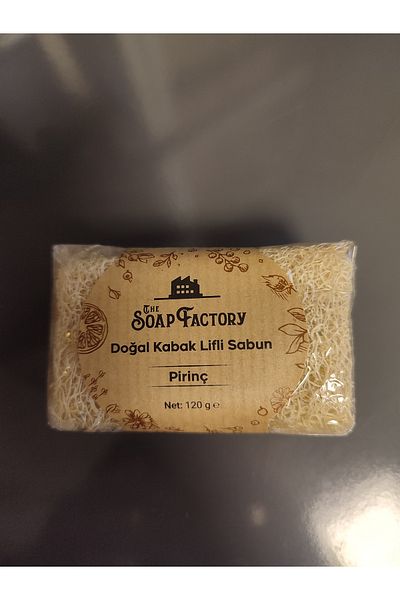 The
Soap Factory
Doğal Kabak Lifli Sabun
Pirinç
Net: 120 g ℮